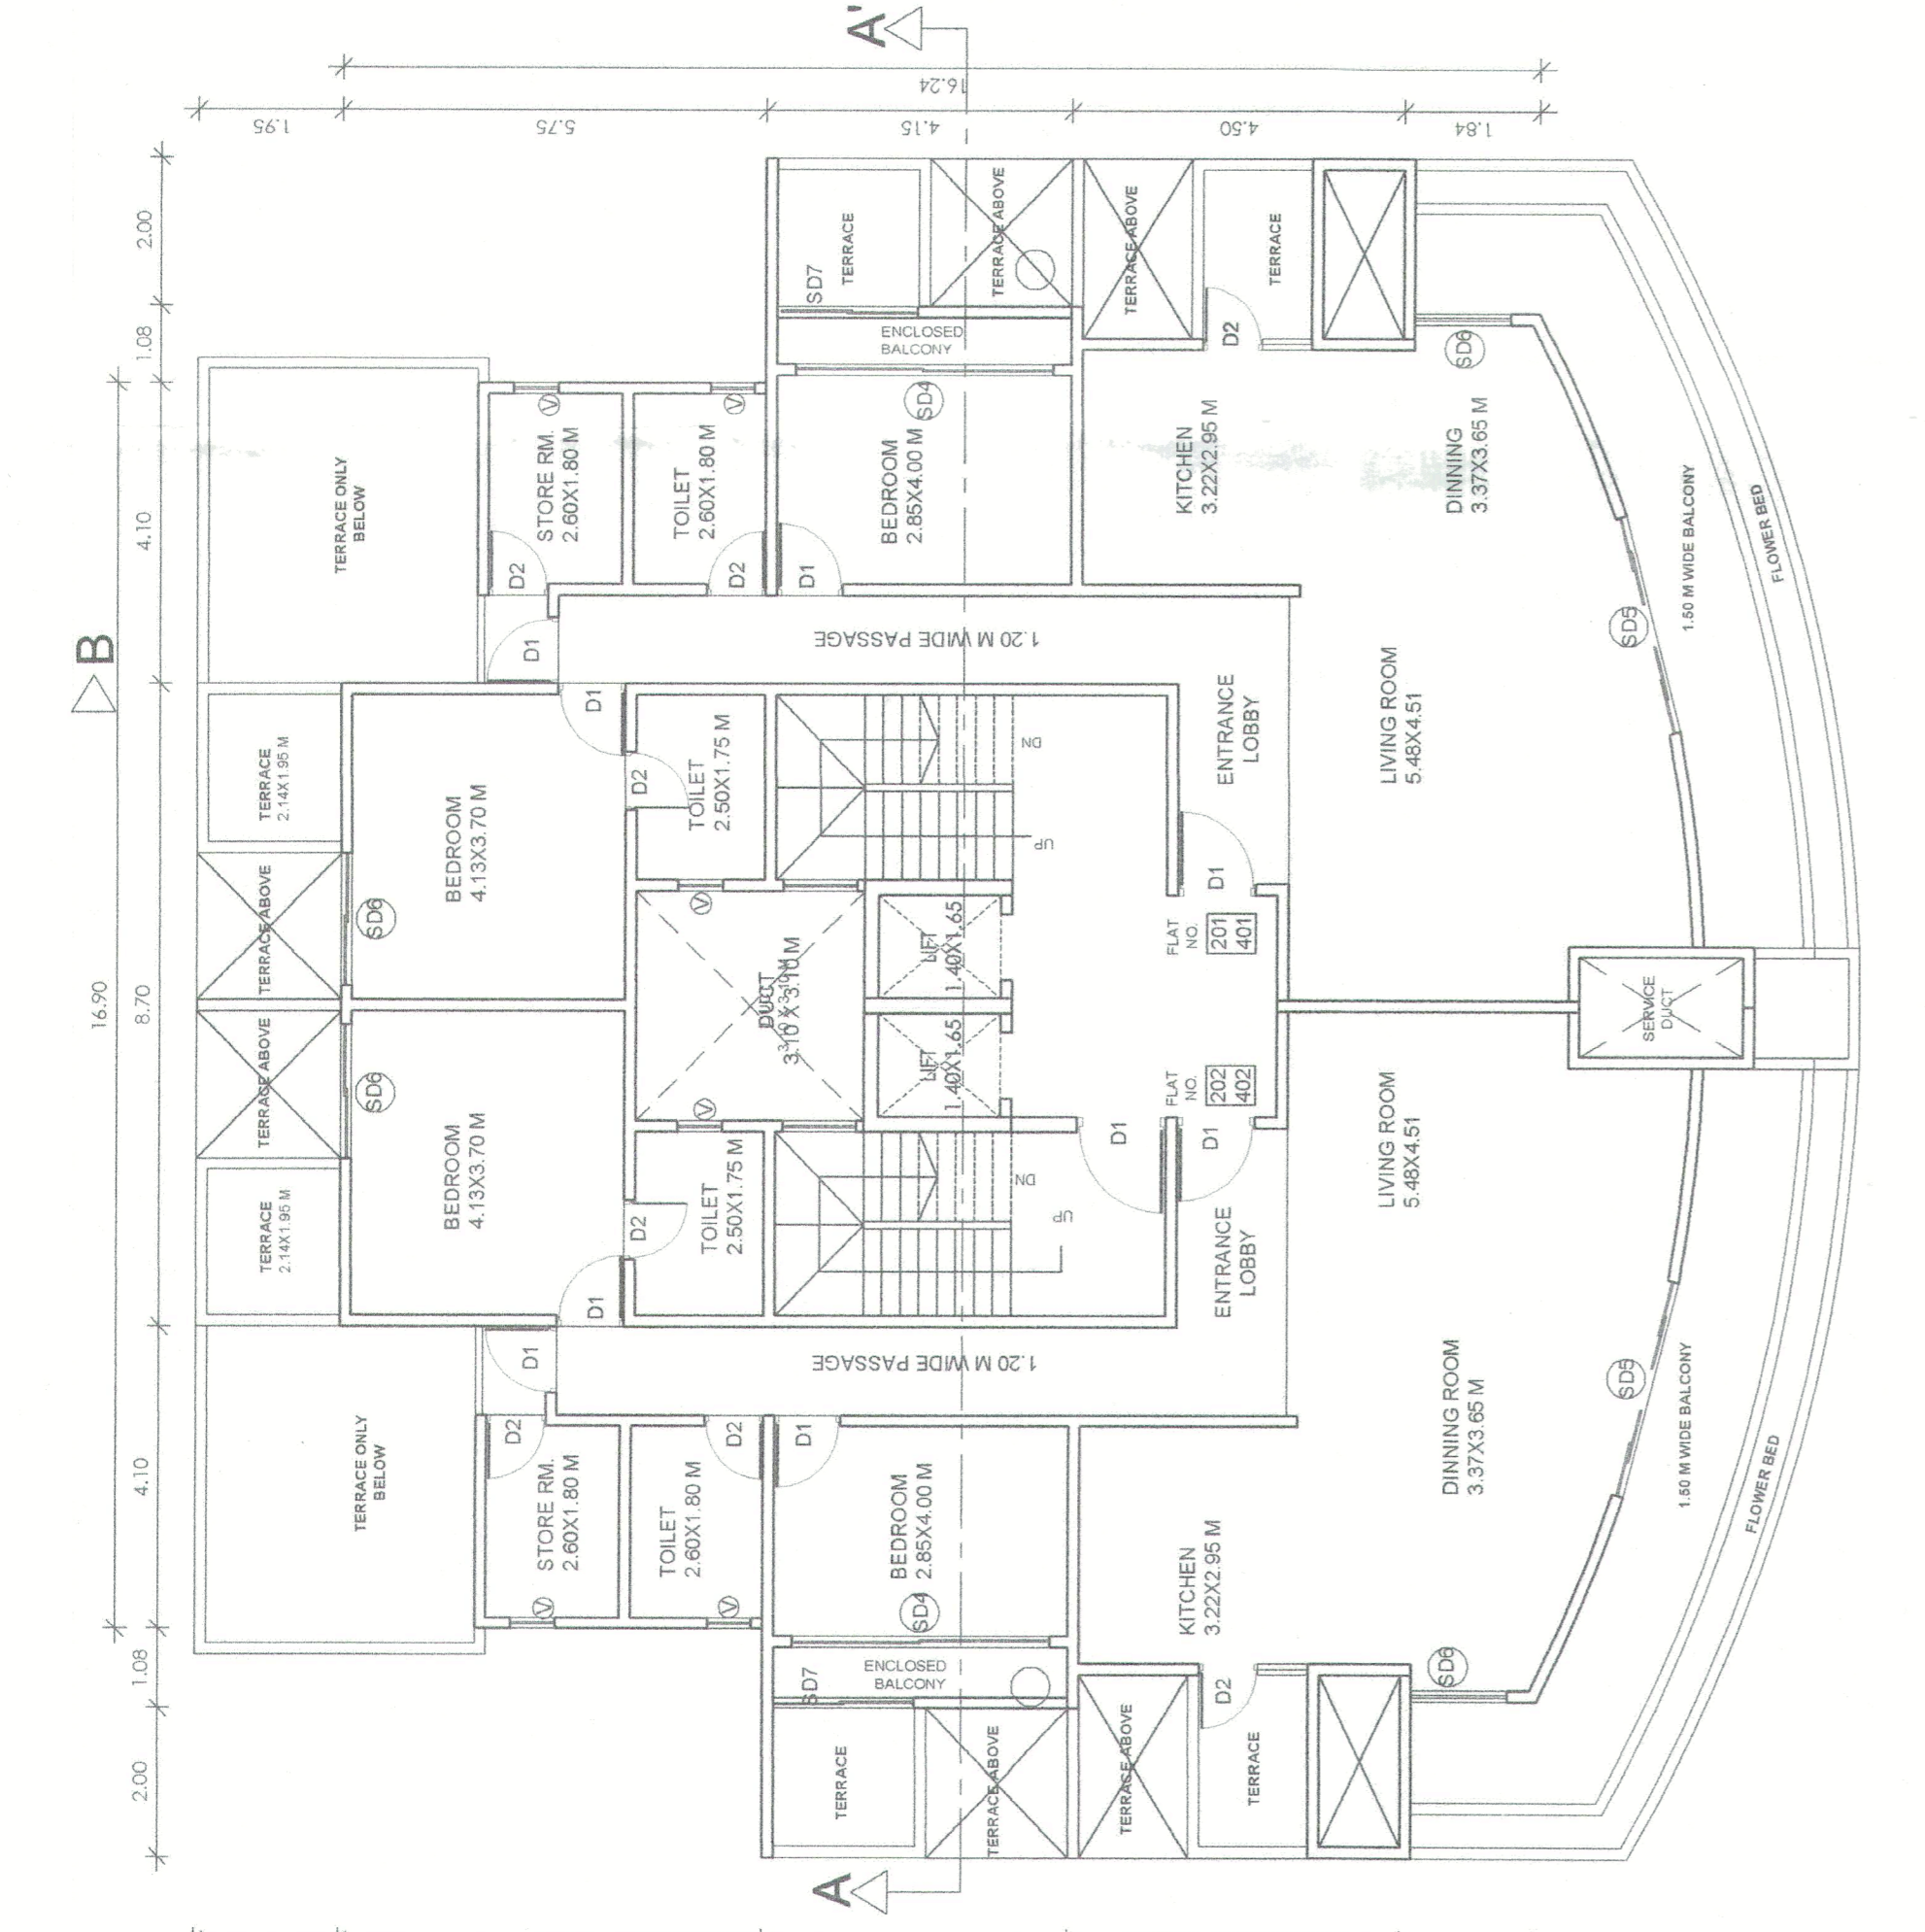 A'
16.24
1.95
5.75
4.15
4.50
1.84
2.00
1.08
4.10
8.70
4.10
1.08
2.00
16.90
B
TERRACE ONLY
BELOW
STORE RM.
2.60X1.80 M
V
D2
TOILET
2.60X1.80 M
V
D2
SD7
TERRACE
TERRACE ABOVE
ENCLOSED
BALCONY
SD4
BEDROOM
2.85X4.00 M
D1
TERRACE ABOVE
TERRACE
D2
KITCHEN
3.22X2.95 M
SD6
DINNING
3.37X3.65 M
1.50 M WIDE BALCONY
FLOWER BED
SD5
D1
1.20 M WIDE PASSAGE
TERRACE
2.14X1.95 M
TERRACE ABOVE
SD6
BEDROOM
4.13X3.70 M
D1
D2
TOILET
2.50X1.75 M
V
DN
UP
ENTRANCE
LOBBY
D1
LIVING ROOM
5.48X4.51
LIFT
1.40X1.65
FLAT
NO.
201
401
DUCT
3.10 X 3.10 M
SERVICE
DUCT
LIFT
1.40X1.65
FLAT
NO.
202
402
TERRACE ABOVE
SD6
TERRACE
2.14X1.95 M
BEDROOM
4.13X3.70 M
D1
D2
TOILET
2.50X1.75 M
V
DN
UP
D1
D1
ENTRANCE
LOBBY
LIVING ROOM
5.48X4.51
D1
1.20 M WIDE PASSAGE
TERRACE ONLY
BELOW
D2
STORE RM.
2.60X1.80 M
V
D2
TOILET
2.60X1.80 M
V
D1
BEDROOM
2.85X4.00 M
SD4
SD7
ENCLOSED
BALCONY
TERRACE
TERRACE ABOVE
KITCHEN
3.22X2.95 M
D2
TERRACE ABOVE
TERRACE
DINNING ROOM
3.37X3.65 M
SD6
SD5
1.50 M WIDE BALCONY
FLOWER BED
A